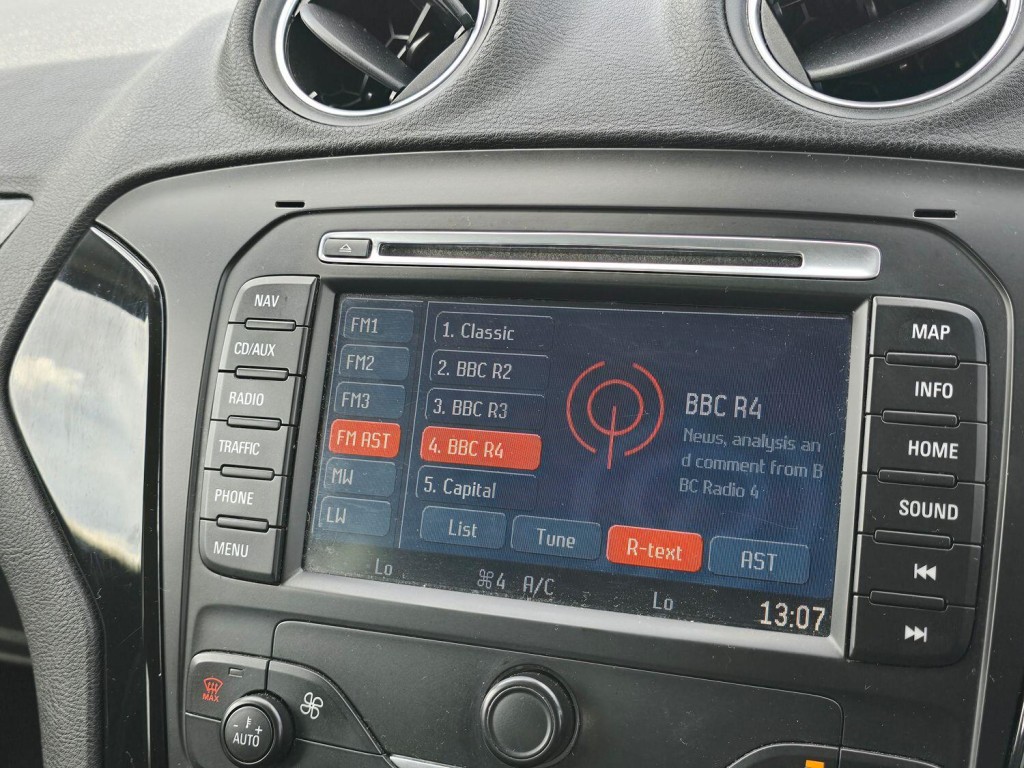 NAV
CD/AUX
RADIO
TRAFFIC
PHONE
MENU
FM1
FM2
FM3
FM AST
MW
LW
1. Classic
2. BBC R2
3. BBC R3
4. BBC R4
5. Capital
BBC R4
News, analysis an
d comment from B
BC Radio 4
List
Tune
R-text
AST
Lo
4 A/C
Lo
13:07
MAP
INFO
HOME
SOUND
MAX
- +
AUTO